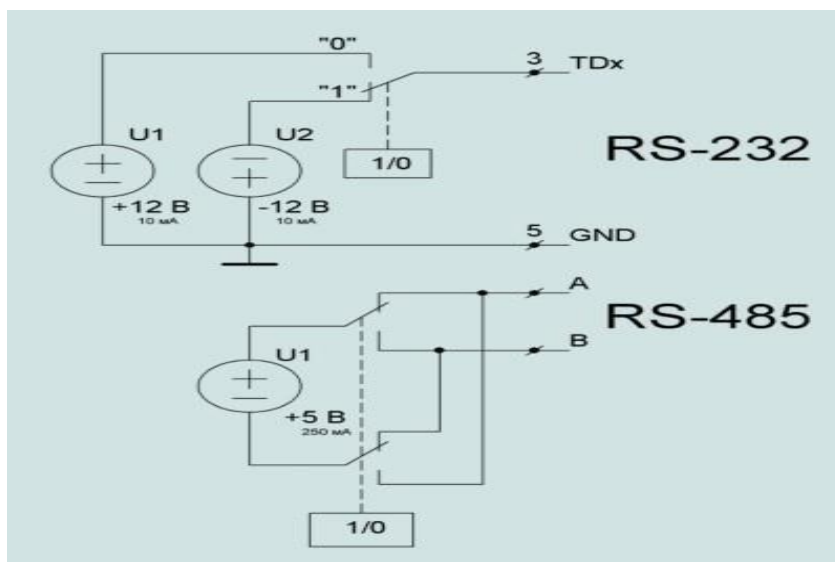 "0"
3 TDx
"1"
U1 U2
1/0
RS-232
+12 В -12 В
10 мА 10 мА
5 GND
A
RS-485
B
U1
+5 В
250 мА
1/0